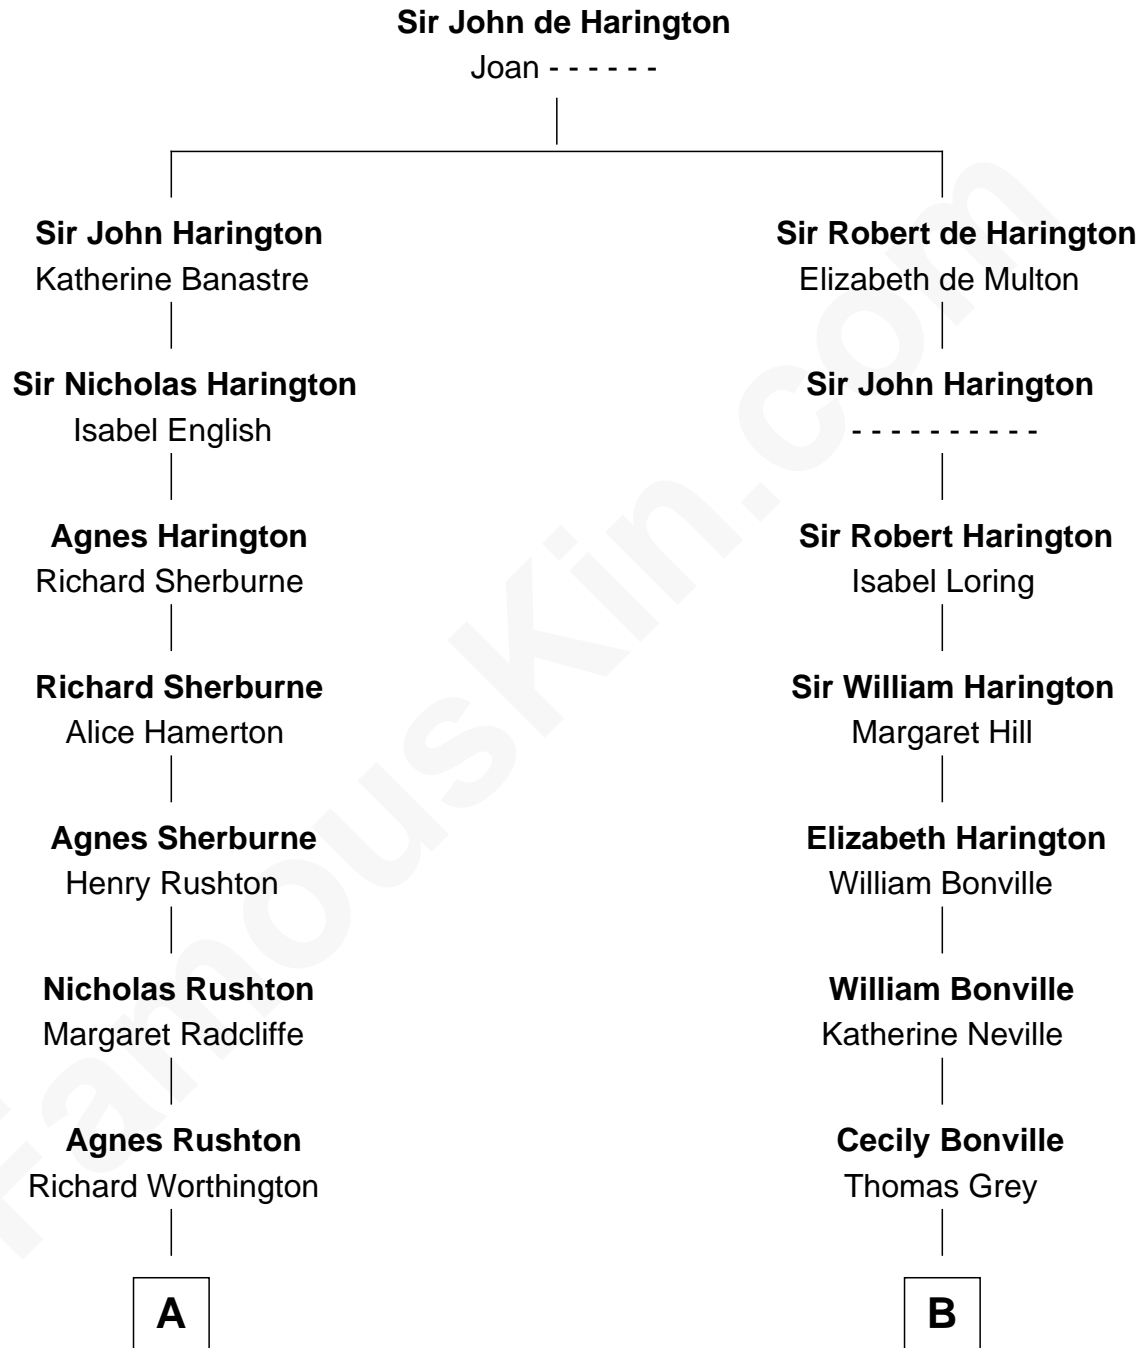 Sir John de Harington
Joan - - - - - -
Sir John Harington
Katherine Banastre
Sir Nicholas Harington
Isabel English
Agnes Harington
Richard Sherburne
Richard Sherburne
Alice Hamerton
Agnes Sherburne
Henry Rushton
Nicholas Rushton
Margaret Radcliffe
Agnes Rushton
Richard Worthington
A
Sir Robert de Harington
Elizabeth de Multon
Sir John Harington
- - - - - - - - - -
Sir Robert Harington
Isabel Loring
Sir William Harington
Margaret Hill
Elizabeth Harington
William Bonville
William Bonville
Katherine Neville
Cecily Bonville
Thomas Grey
B
FamousKin.com